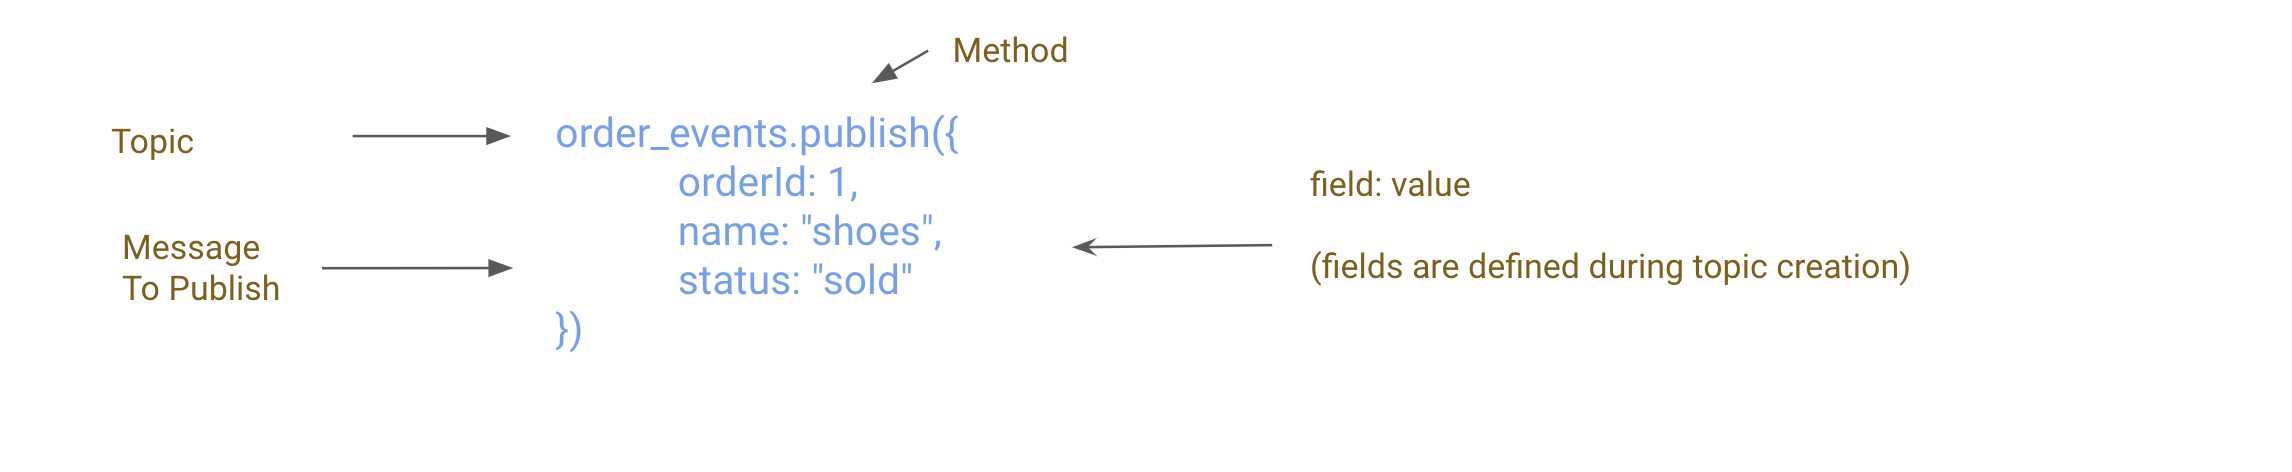 Method
Topic
order_events.publish({
orderId: 1,
name: "shoes",
status: "sold"
})
Message
To Publish
field: value
(fields are defined during topic creation)